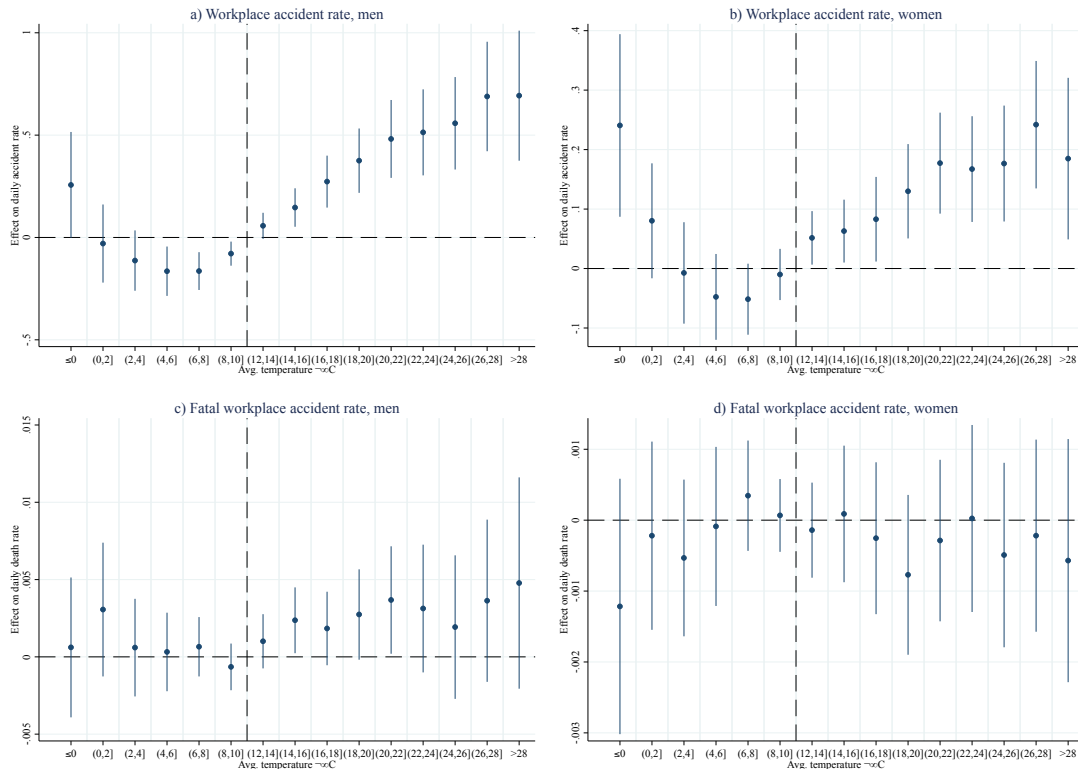 a) Workplace accident rate, men
Effect on daily accident rate
1
.5
0
-.5
≤0 (0,2] (2,4] (4,6] (6,8] (8,10] (12,14] (14,16] (16,18] (18,20] (20,22] (22,24] (24,26] (26,28] >28
Avg. temperature ¬∞C
b) Workplace accident rate, women
Effect on daily accident rate
.4
.3
.2
.1
0
-.1
≤0 (0,2] (2,4] (4,6] (6,8] (8,10] (12,14] (14,16] (16,18] (18,20] (20,22] (22,24] (24,26] (26,28] >28
Avg. temperature ¬∞C
c) Fatal workplace accident rate, men
Effect on daily death rate
.015
.01
.005
0
-.005
≤0 (0,2] (2,4] (4,6] (6,8] (8,10] (12,14] (14,16] (16,18] (18,20] (20,22] (22,24] (24,26] (26,28] >28
Avg. temperature ¬∞C
d) Fatal workplace accident rate, women
Effect on daily death rate
.001
0
-.001
-.002
-.003
≤0 (0,2] (2,4] (4,6] (6,8] (8,10] (12,14] (14,16] (16,18] (18,20] (20,22] (22,24] (24,26] (26,28] >28
Avg. temperature ¬∞C